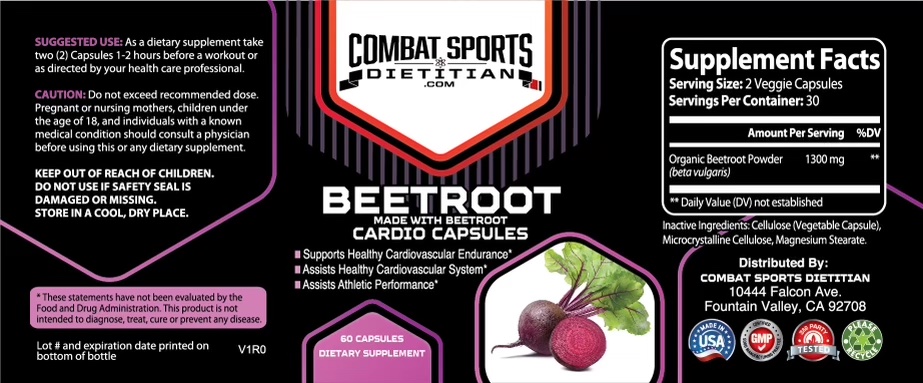 SUGGESTED USE: As a dietary supplement take
two (2) Capsules 1-2 hours before a workout or
as directed by your health care professional.
CAUTION: Do not exceed recommended dose.
Pregnant or nursing mothers, children under
the age of 18, and individuals with a known
medical condition should consult a physician
before using this or any dietary supplement.
KEEP OUT OF REACH OF CHILDREN.
DO NOT USE IF SAFETY SEAL IS
DAMAGED OR MISSING.
STORE IN A COOL, DRY PLACE.
* These statements have not been evaluated by the
Food and Drug Administration. This product is not
intended to diagnose, treat, cure or prevent any disease.
Lot # and expiration date printed on
bottom of bottle
V1R0
COMBAT SPORTS
DIETITIAN
.COM
BEETROOT
MADE WITH BEETROOT
CARDIO CAPSULES
Supports Healthy Cardiovascular Endurance*
Assists Healthy Cardiovascular System*
Assists Athletic Performance*
60 CAPSULES
DIETARY SUPPLEMENT
Supplement Facts
Serving Size: 2 Veggie Capsules
Servings Per Container: 30
Amount Per Serving %DV
Organic Beetroot Powder 1300 mg **
(beta vulgaris)
** Daily Value (DV) not established
Inactive Ingredients: Cellulose (Vegetable Capsule),
Microcrystalline Cellulose, Magnesium Stearate.
Distributed By:
COMBAT SPORTS DIETITIAN
10444 Falcon Ave.
Fountain Valley, CA 92708
MADE IN
USA
CERTIFIED
GMP
3RD PARTY
TESTED
PLEASE
RECYCLE